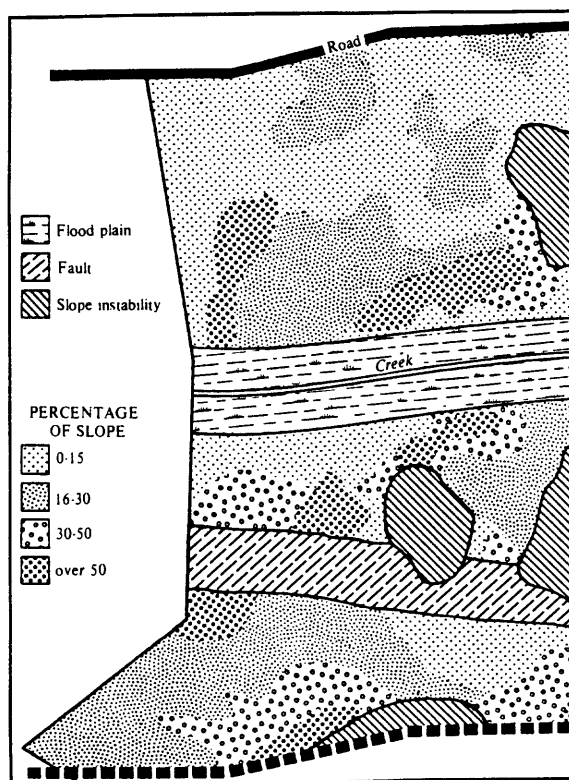 Road
Flood plain
Fault
Slope instability
Creek
PERCENTAGE
OF SLOPE
0-15
16-30
30-50
over 50